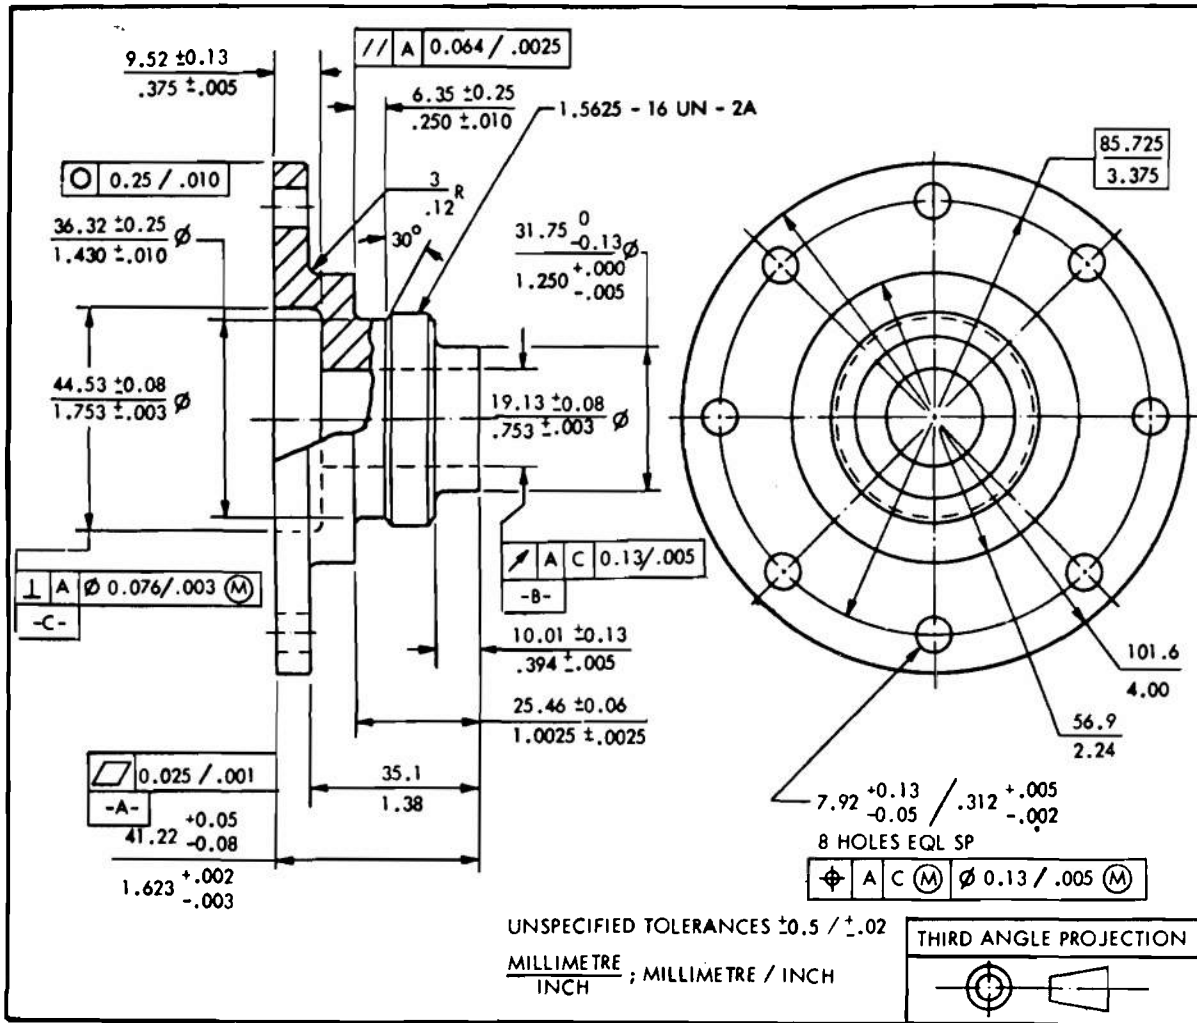 // A 0.064 / .0025
9.52 ±0.13
.375 ±.005
6.35 ±0.25
.250 ±.010
1.5625 - 16 UN - 2A
85.725
3.375
0.25 / .010
3
.12 R
36.32 ±0.25
1.430 ±.010 Ø
30°
31.75 0 -0.13 Ø
1.250 +.000 -.005
44.53 ±0.08
1.753 ±.003 Ø
19.13 ±0.08
.753 ±.003 Ø
A C 0.13/.005
-B-
⊥ A Ø 0.076/.003 Ⓜ
-C-
10.01 ±0.13
.394 ±.005
101.6
4.00
25.46 ±0.06
1.0025 ±.0025
56.9
2.24
0.025 / .001
-A-
35.1
1.38
7.92 +0.13 -0.05 / .312 +.005 -.002
8 HOLES EQL SP
41.22 +0.05 -0.08
1.623 +.002 -.003
⌖ A C Ⓜ Ø 0.13 / .005 Ⓜ
UNSPECIFIED TOLERANCES ±0.5 / ±.02
MILLIMETRE
INCH ; MILLIMETRE / INCH
THIRD ANGLE PROJECTION